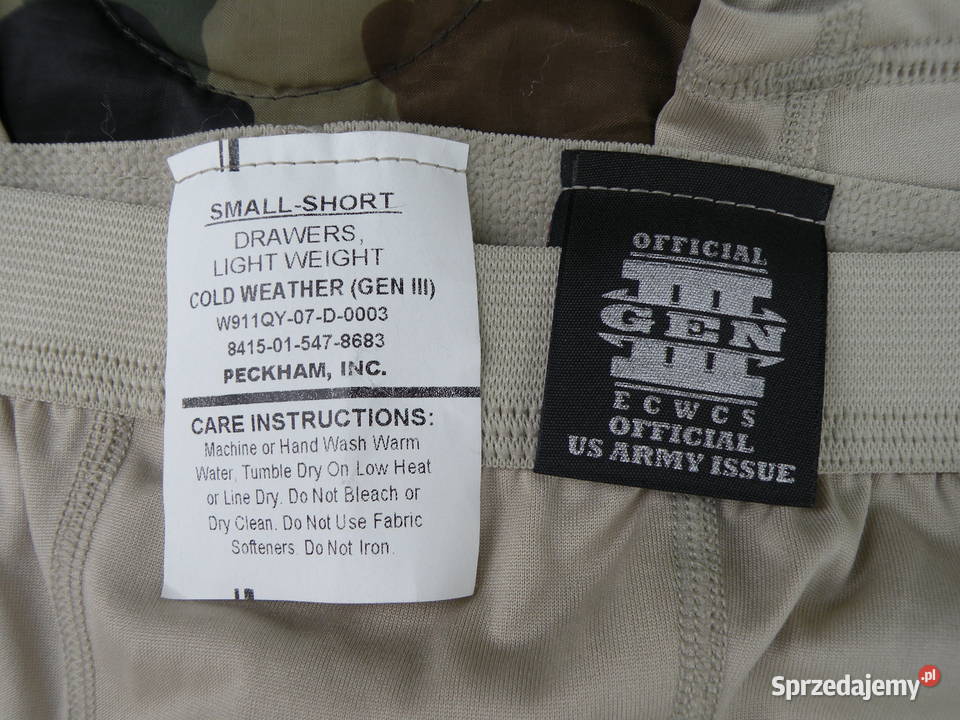 SMALL-SHORT
DRAWERS,
LIGHT WEIGHT
COLD WEATHER (GEN III)
W911QY-07-D-0003
8415-01-547-8683
PECKHAM, INC.
CARE INSTRUCTIONS:
Machine or Hand Wash Warm
Water, Tumble Dry On Low Heat
or Line Dry. Do Not Bleach or
Dry Clean. Do Not Use Fabric
Softeners. Do Not Iron.
OFFICIAL
III
GEN
III
ECWCS
OFFICIAL
US ARMY ISSUE
Sprzedajemy.pl